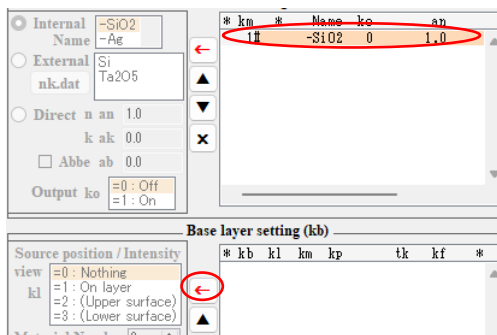 Internal Name -SiO2 -Ag
External Si Ta2O5
nk.dat
Direct n an 1.0
k ak 0.0
Abbe ab 0.0
Output ko =0 : Off =1 : On
* km * Name ko an
1# -SiO2 0 1.0
Base layer setting (kb)
Source position / Intensity
view kl =0 : Nothing
=1 : On layer
=2 : (Upper surface)
=3 : (Lower surface)
* kb kl km kp tk kf *